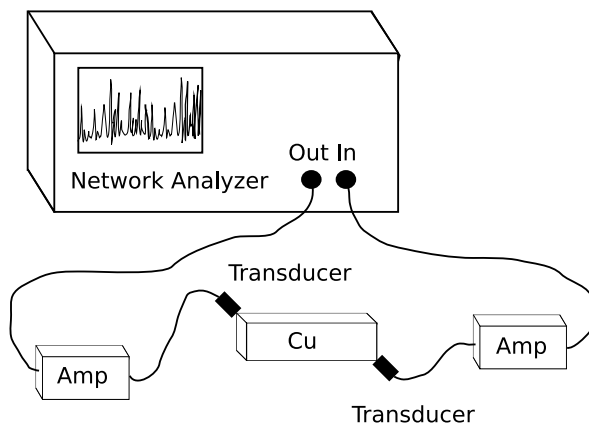 Out In
Network Analyzer
Transducer
Cu
Amp
Amp
Transducer